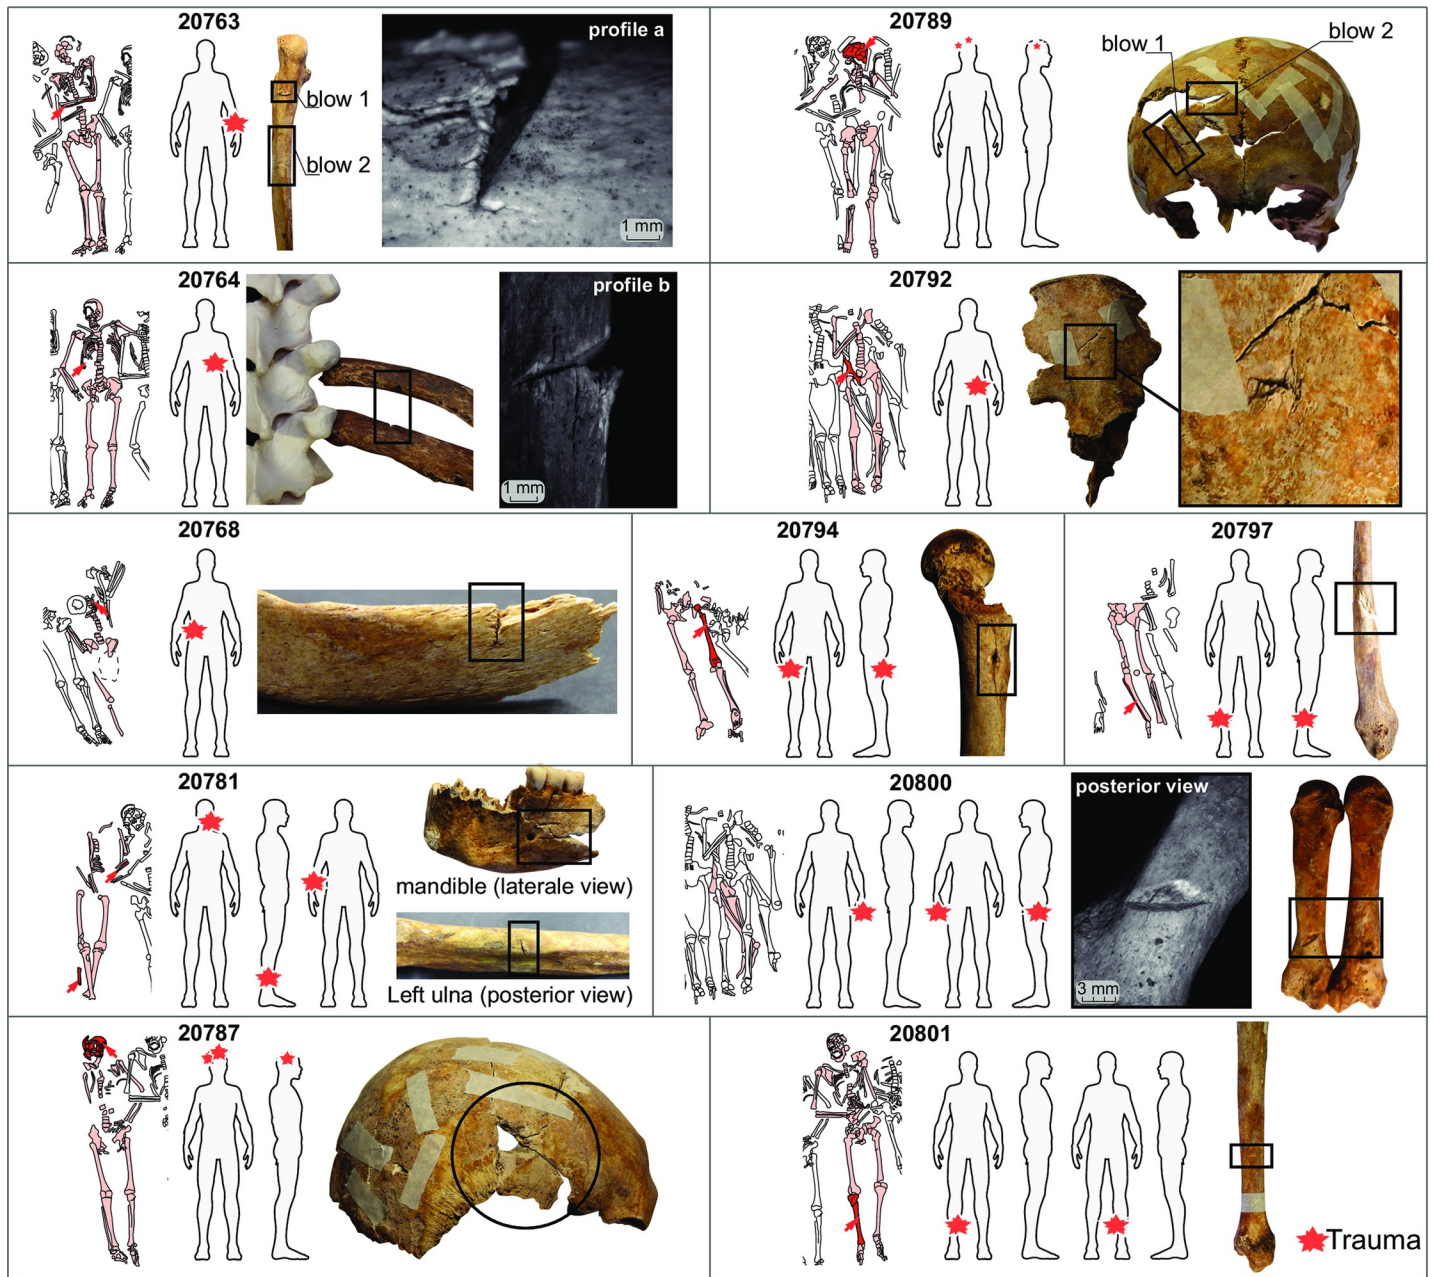 20763
profile a
blow 1
blow 2
1 mm
20789
blow 1
blow 2
20764
profile b
1 mm
20792
20768
20794
20797
20781
mandible (laterale view)
Left ulna (posterior view)
20800
posterior view
3 mm
20787
20801
Trauma